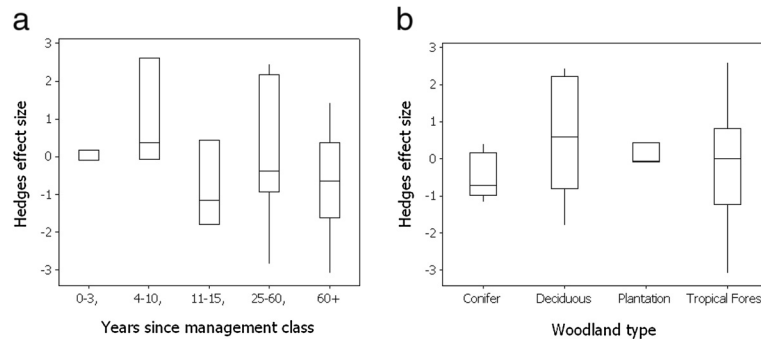 a
3
2
1
0
-1
-2
-3
Hedges effect size
0-3, 4-10, 11-15, 25-60, 60+
Years since management class
b
3
2
1
0
-1
-2
-3
Hedges effect size
Conifer Deciduous Plantation Tropical Fores
Woodland type